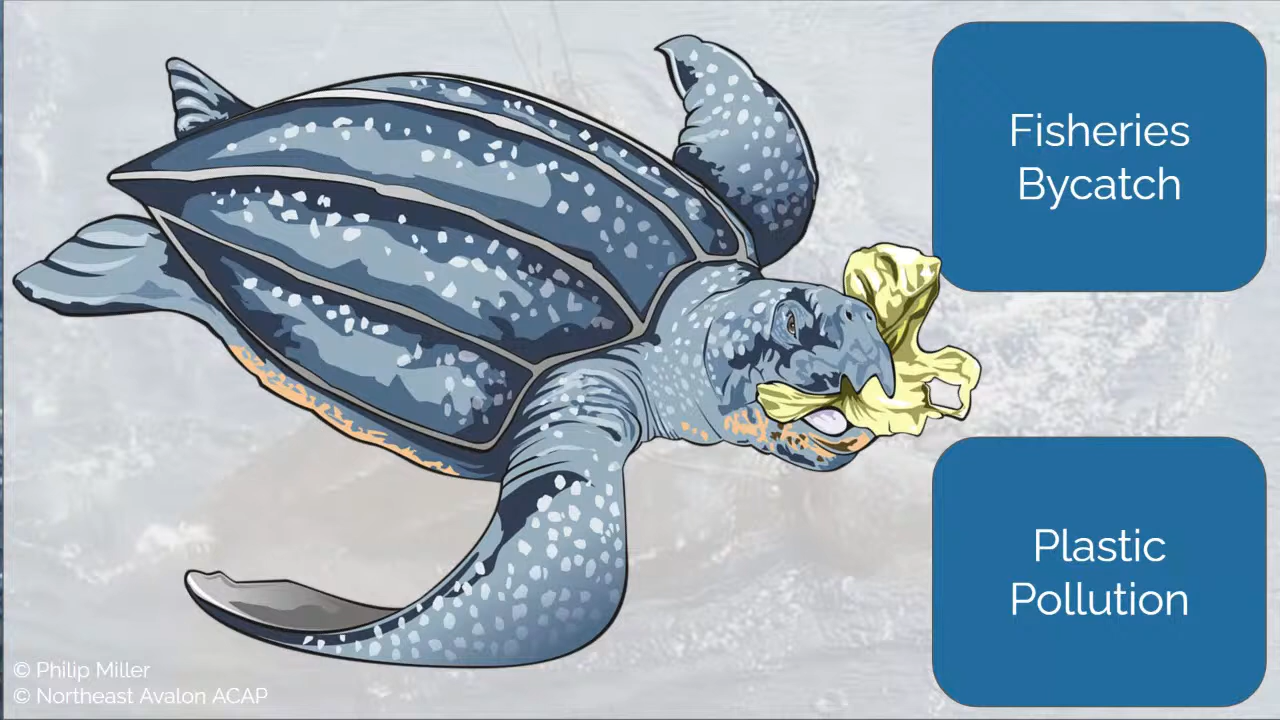 Fisheries
Bycatch
Plastic
Pollution
© Philip Miller
© Northeast Avalon ACAP